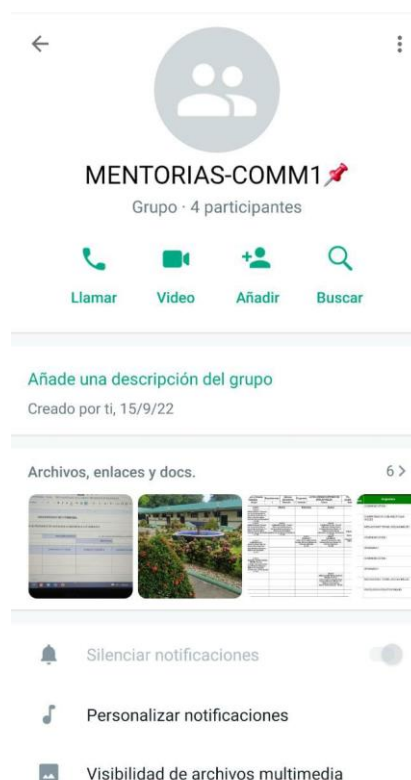 MENTORIAS-COMM1📌
Grupo · 4 participantes
Llamar Video Añadir Buscar
Añade una descripción del grupo
Creado por ti, 15/9/22
Archivos, enlaces y docs. 6 >
Silenciar notificaciones
Personalizar notificaciones
Visibilidad de archivos multimedia